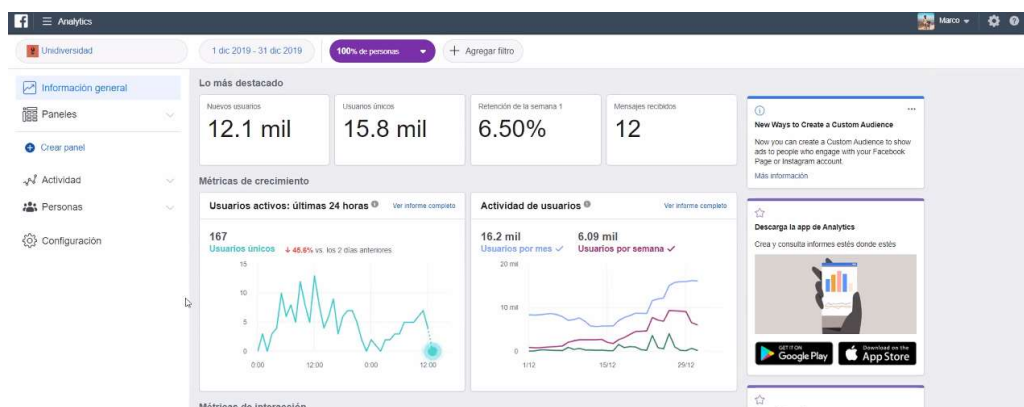 Analytics
Marco
Unidiversidad
1 dic 2019 - 31 dic 2019
100% de personas
Agregar filtro
Información general
Paneles
Crear panel
Actividad
Personas
Configuración
Lo más destacado
Nuevos usuarios
12.1 mil
Usuarios únicos
15.8 mil
Retención de la semana 1
6.50%
Mensajes recibidos
12
Métricas de crecimiento
Usuarios activos: últimas 24 horas
Ver informe completo
167
Usuarios únicos
45.6% vs. los 2 días anteriores
15
10
5
0
0:00 12:00 0:00 12:00
Actividad de usuarios
Ver informe completo
16.2 mil
Usuarios por mes
6.09 mil
Usuarios por semana
20 mil
10 mil
0
1/12 15/12 29/12
New Ways to Create a Custom Audience
Now you can create a Custom Audience to show
ads to people who engage with your Facebook
Page or Instagram account.
Más información
Descarga la app de Analytics
Crea y consulta informes estés donde estés
GET IT ON
Google Play
Download on the
App Store
Métricas de interacción